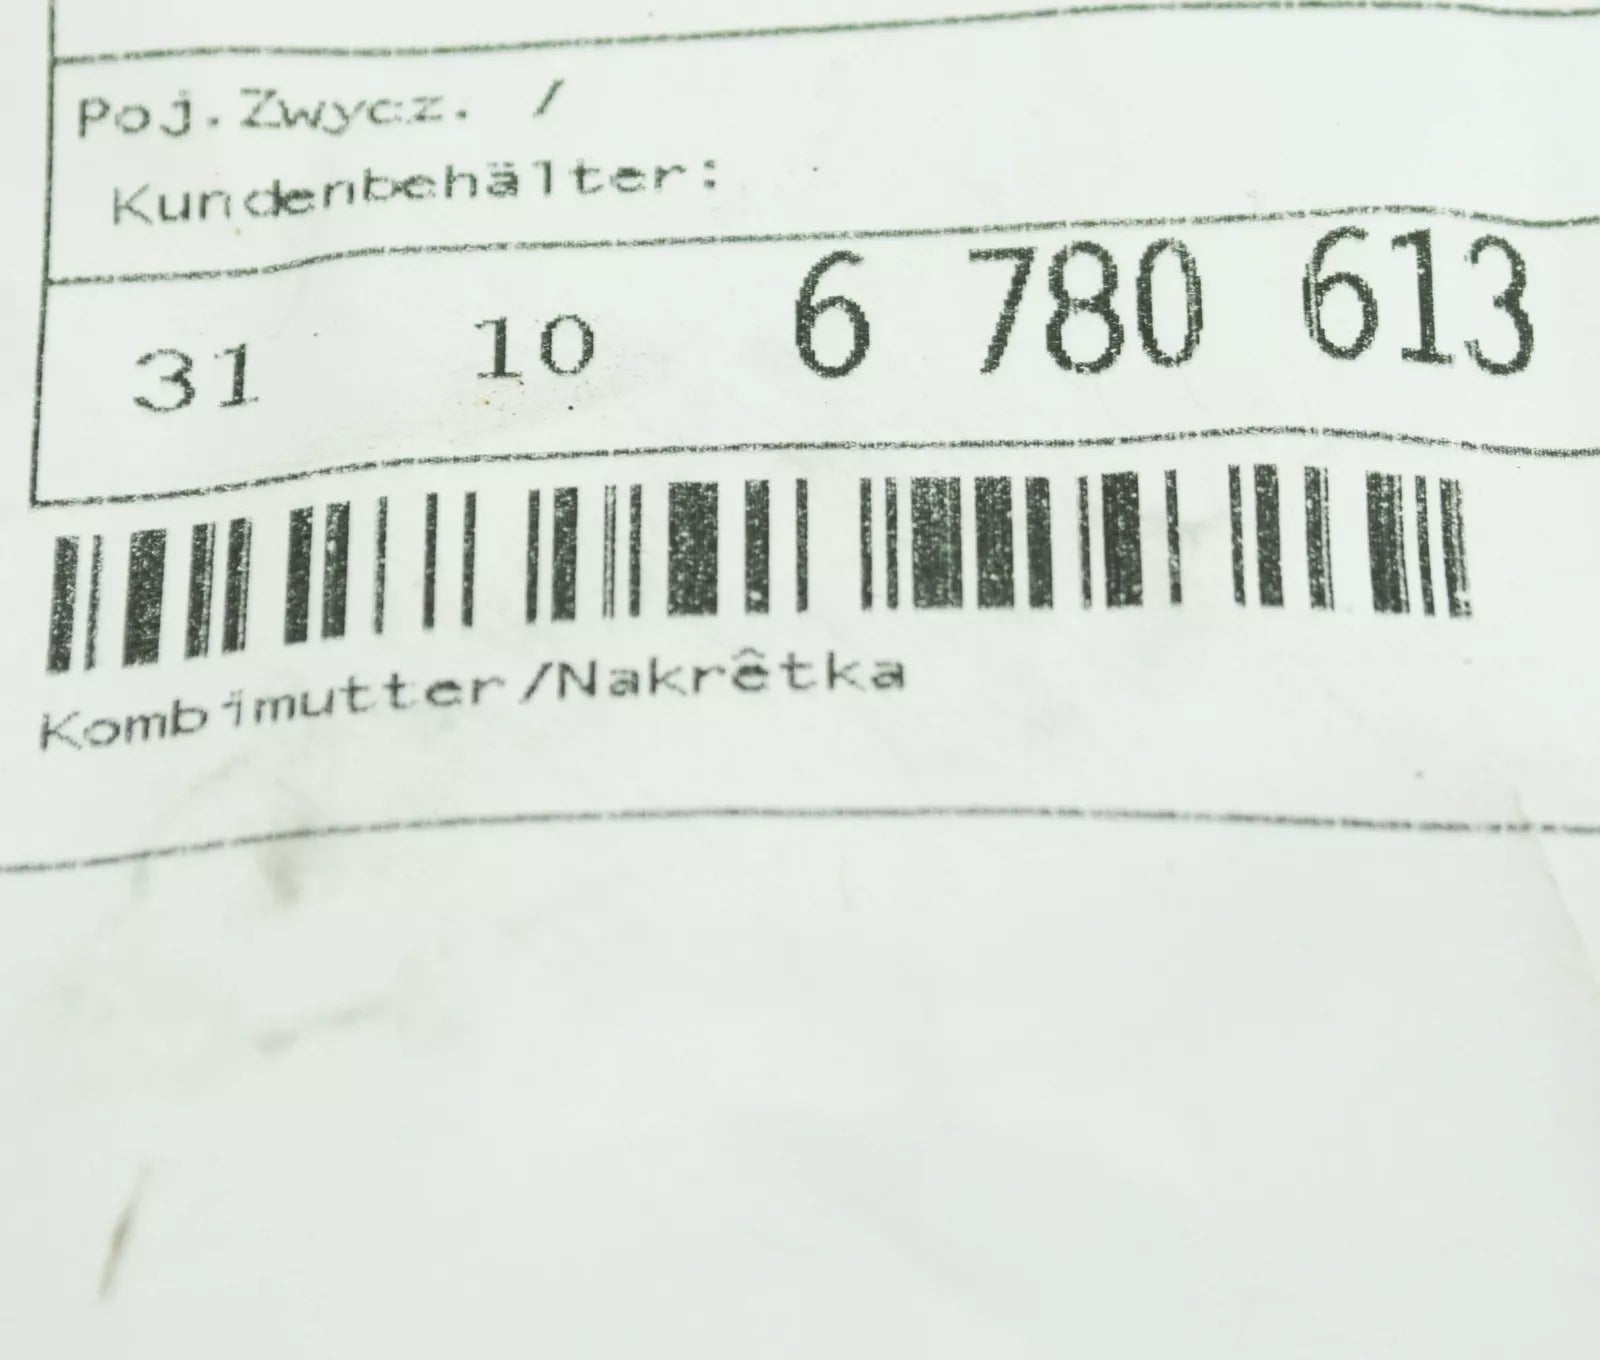 Poj.Zwycz. /
Kundenbehälter:
31 10 6 780 613
Kombimutter/Nakrêtka